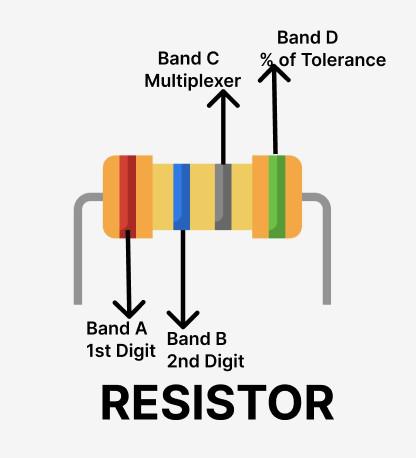 Band D
% of Tolerance
Band C
Multiplexer
Band A
1st Digit
Band B
2nd Digit
RESISTOR